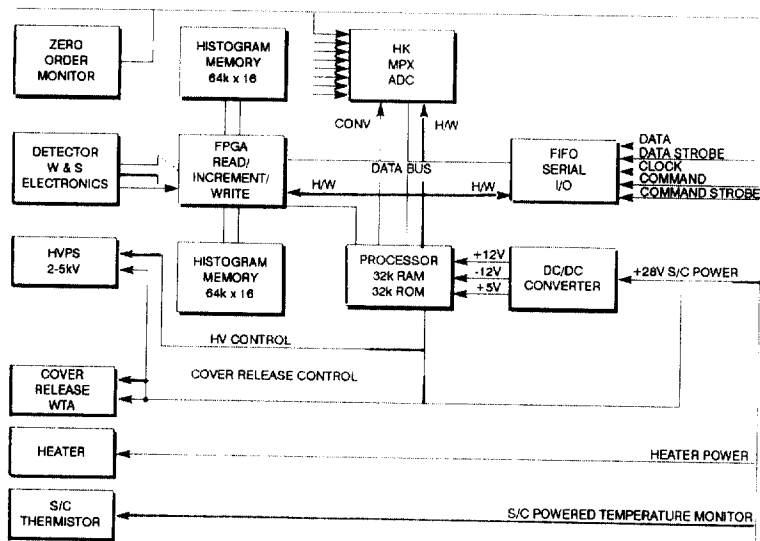 ZERO
ORDER
MONITOR
HISTOGRAM
MEMORY
64k x 16
HK
MPX
ADC
CONV
H/W
DETECTOR
W & S
ELECTRONICS
FPGA
READ/
INCREMENT/
WRITE
DATA BUS
H/W
H/W
FIFO
SERIAL
I/O
DATA
DATA STROBE
CLOCK
COMMAND
COMMAND STROBE
HVPS
2-5kV
HISTOGRAM
MEMORY
64k x 16
PROCESSOR
32k RAM
32k ROM
+12V
-12V
+5V
DC/DC
CONVERTER
+28V S/C POWER
HV CONTROL
COVER RELEASE CONTROL
COVER
RELEASE
WTA
HEATER
HEATER POWER
S/C
THERMISTOR
S/C POWERED TEMPERATURE MONITOR